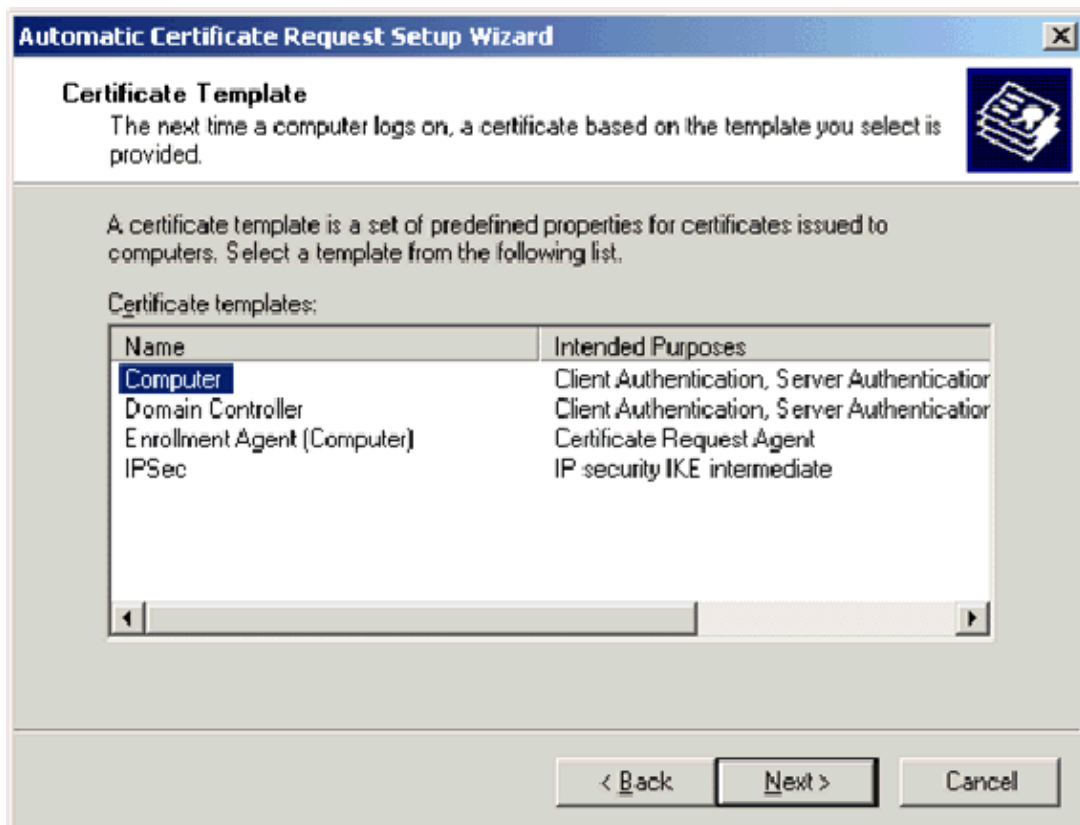 Automatic Certificate Request Setup Wizard
Certificate Template
The next time a computer logs on, a certificate based on the template you select is
provided.
A certificate template is a set of predefined properties for certificates issued to
computers. Select a template from the following list.
Certificate templates:
Name Intended Purposes
Computer Client Authentication, Server Authentication
Domain Controller Client Authentication, Server Authentication
Enrollment Agent (Computer) Certificate Request Agent
IPSec IP security IKE intermediate
< Back Next > Cancel